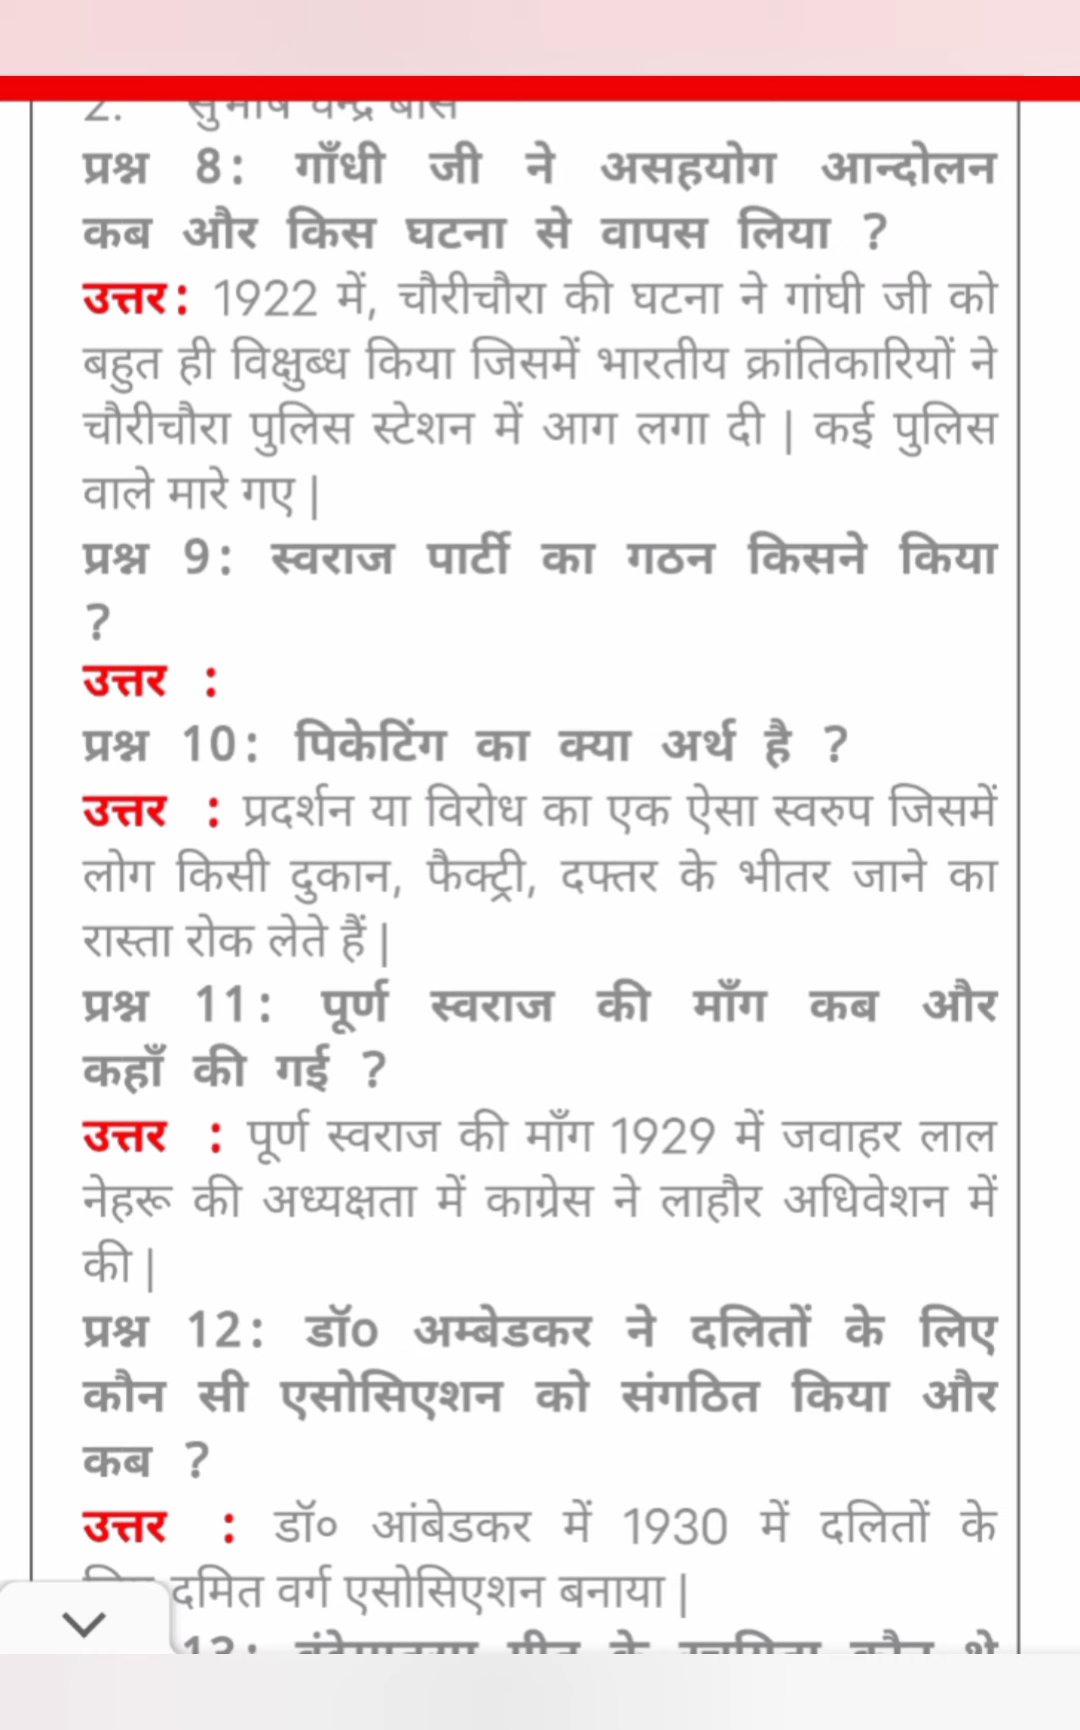 2. सुभाष चन्द्र बोस
प्रश्न 8: गाँधी जी ने असहयोग आन्दोलन
कब और किस घटना से वापस लिया ?
उत्तर: 1922 में, चौरीचौरा की घटना ने गांघी जी को
बहुत ही विक्षुब्ध किया जिसमें भारतीय क्रांतिकारियों ने
चौरीचौरा पुलिस स्टेशन में आग लगा दी | कई पुलिस
वाले मारे गए |
प्रश्न 9: स्वराज पार्टी का गठन किसने किया
?
उत्तर :
प्रश्न 10: पिकेटिंग का क्या अर्थ है ?
उत्तर : प्रदर्शन या विरोध का एक ऐसा स्वरुप जिसमें
लोग किसी दुकान, फैक्ट्री, दफ्तर के भीतर जाने का
रास्ता रोक लेते हैं |
प्रश्न 11: पूर्ण स्वराज की माँग कब और
कहाँ की गई ?
उत्तर : पूर्ण स्वराज की माँग 1929 में जवाहर लाल
नेहरू की अध्यक्षता में काग्रेस ने लाहौर अधिवेशन में
की |
प्रश्न 12: डॉo अम्बेडकर ने दलितों के लिए
कौन सी एसोसिएशन को संगठित किया और
कब ?
उत्तर : डॉ० आंबेडकर में 1930 में दलितों के
दमित वर्ग एसोसिएशन बनाया |
13: के कौन थे